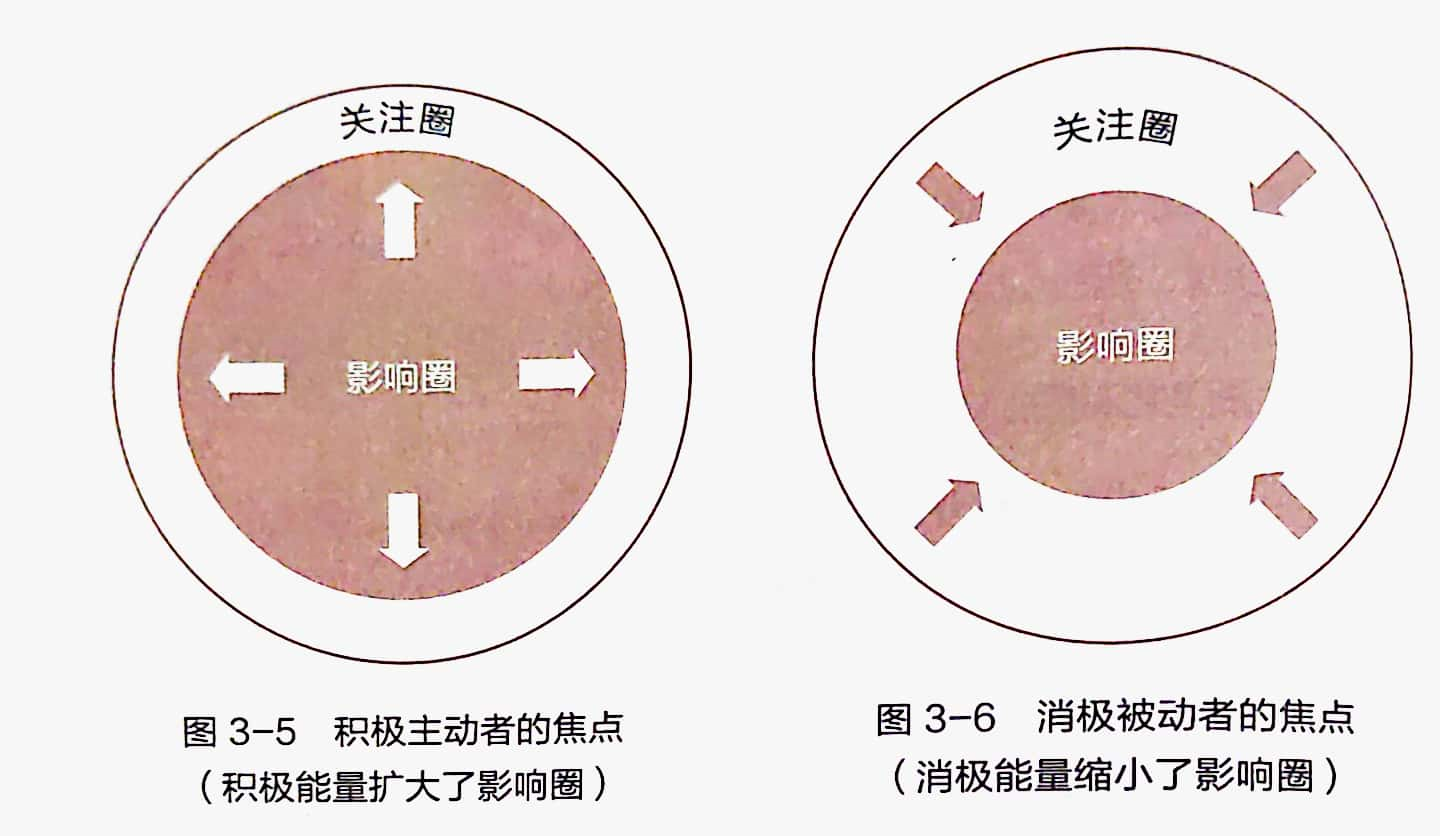 关注圈
影响圈
图 3-5 积极主动者的焦点
（积极能量扩大了影响圈）
关注圈
影响圈
图 3-6 消极被动者的焦点
（消极能量缩小了影响圈）